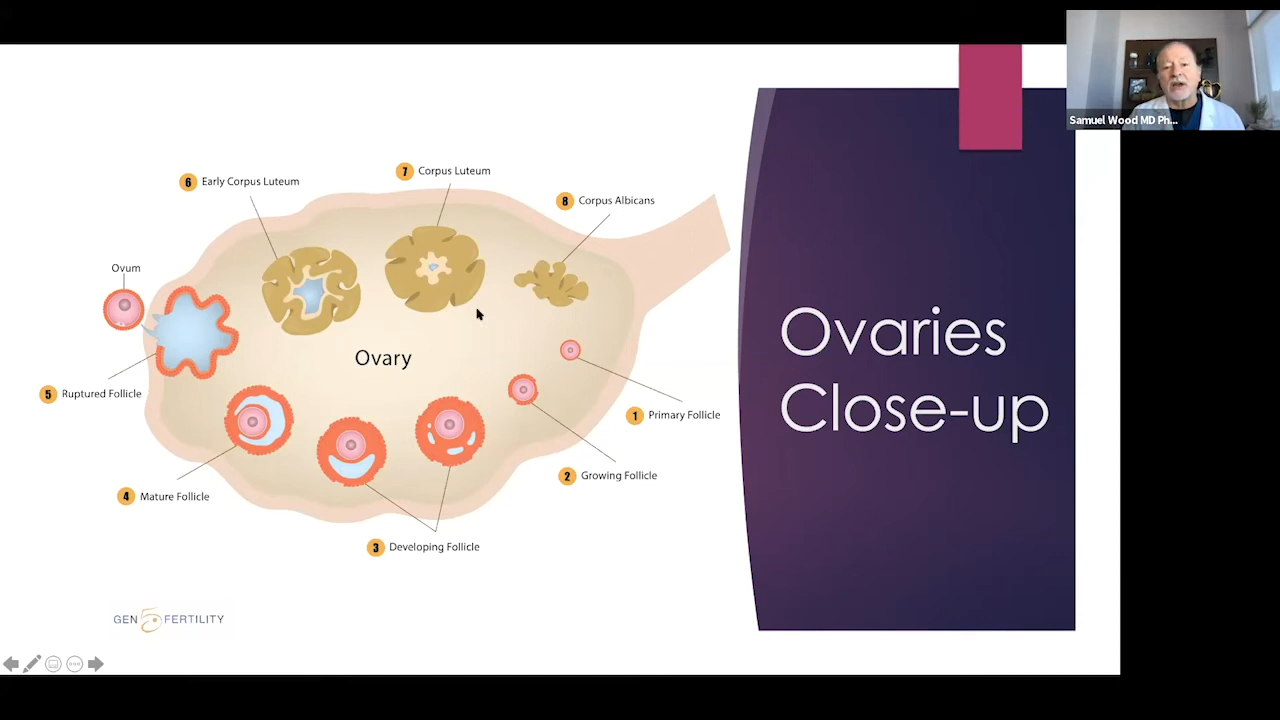 Samuel Wood MD Ph...
7 Corpus Luteum
6 Early Corpus Luteum
8 Corpus Albicans
Ovum
Ovary
5 Ruptured Follicle
1 Primary Follicle
4 Mature Follicle
2 Growing Follicle
3 Developing Follicle
Ovaries
Close-up
GEN 5 FERTILITY